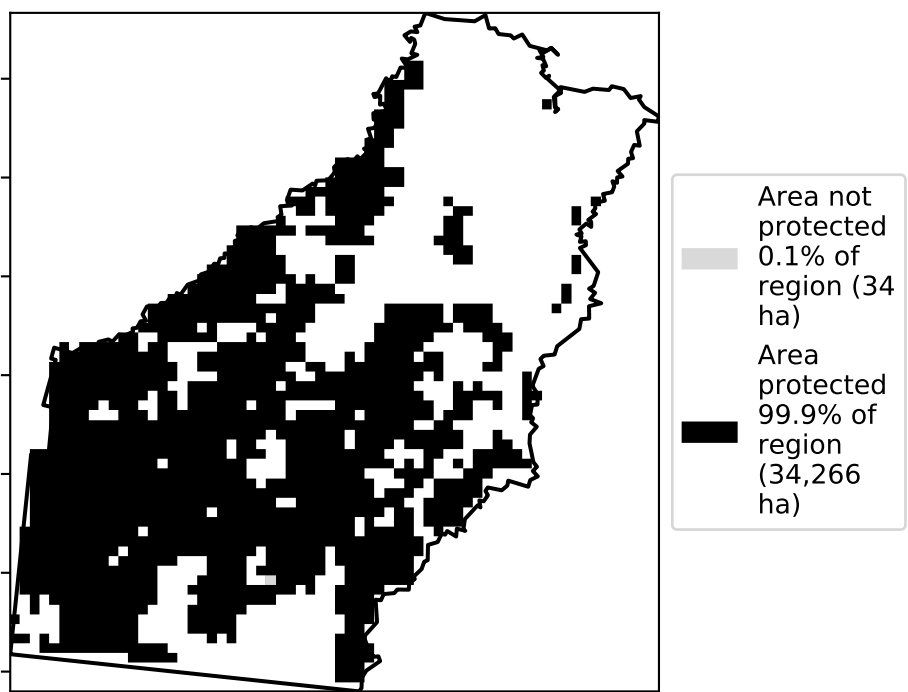 Area not
protected
0.1% of
region (34
ha)
Area
protected
99.9% of
region
(34,266
ha)